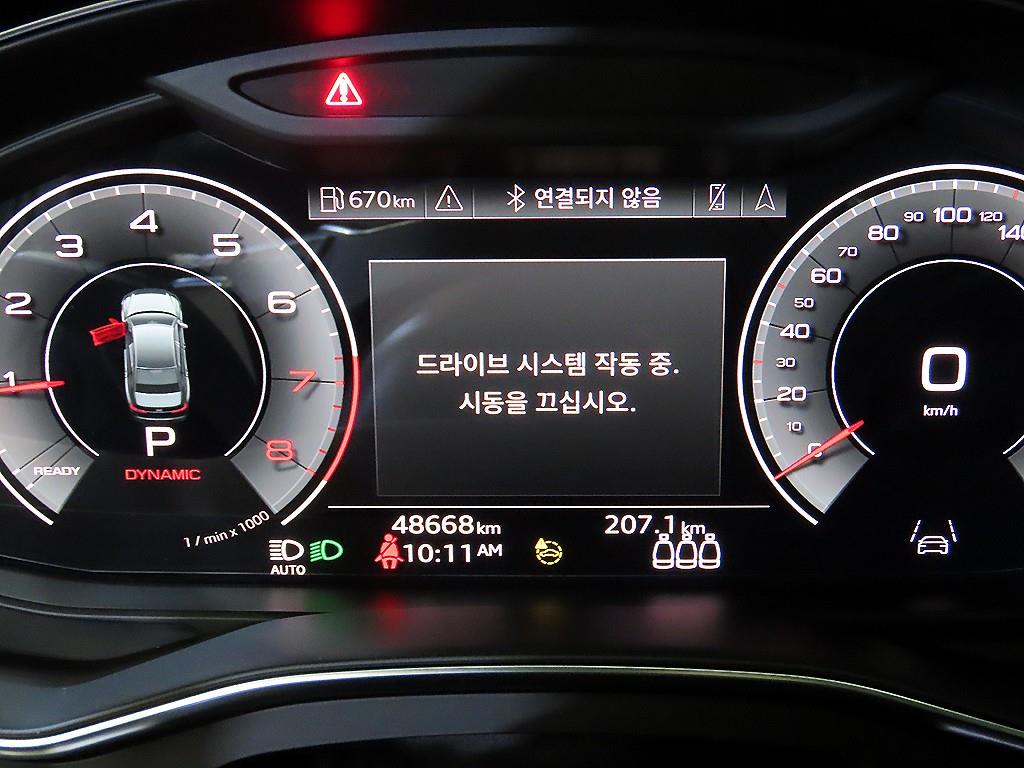 670km
연결되지 않음
1 2 3 4 5 6 7 8
READY
P
DYNAMIC
1 / min x 1000
드라이브 시스템 작동 중.
시동을 끄십시오.
0 10 20 30 40 50 60 70 80 90 100 120 140
0
km/h
48668km
207.1km
AUTO
10:11AM